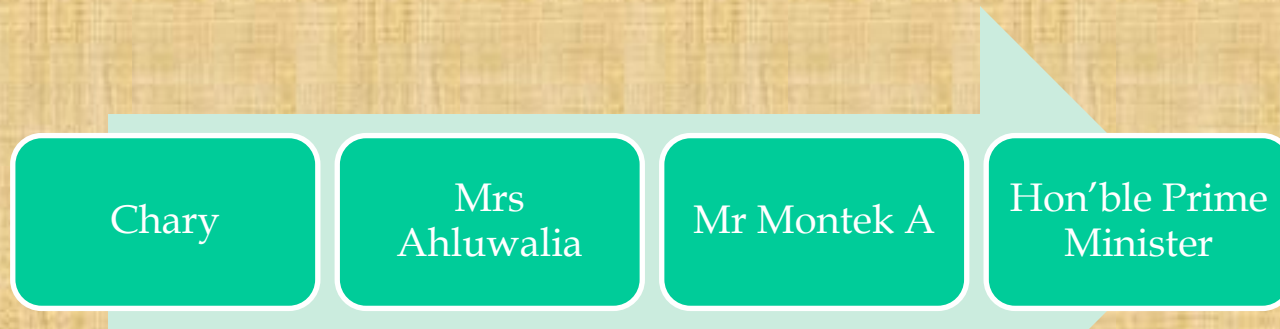 Chary
Mrs
Ahluwalia
Mr Montek A
Hon’ble Prime
Minister